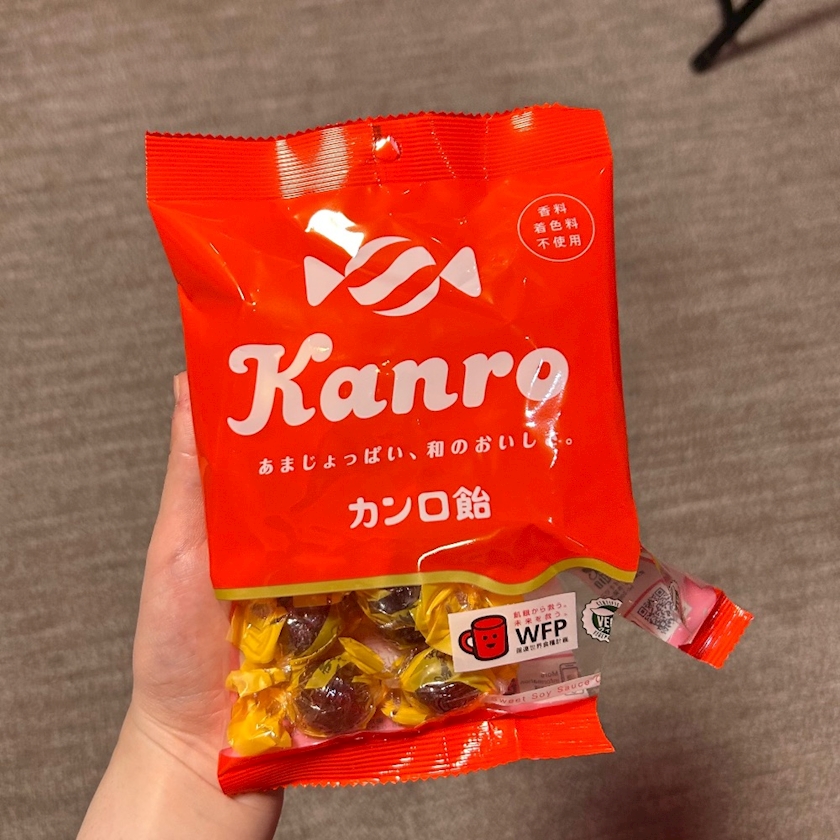 香料
着色料
不使用
Kanro
あまじょっぱい、和のおいしさ。
カンロ飴
飢餓から救う。
未来を救う。
WFP
国連世界食糧計画
VE
Sweet Soy Sauce